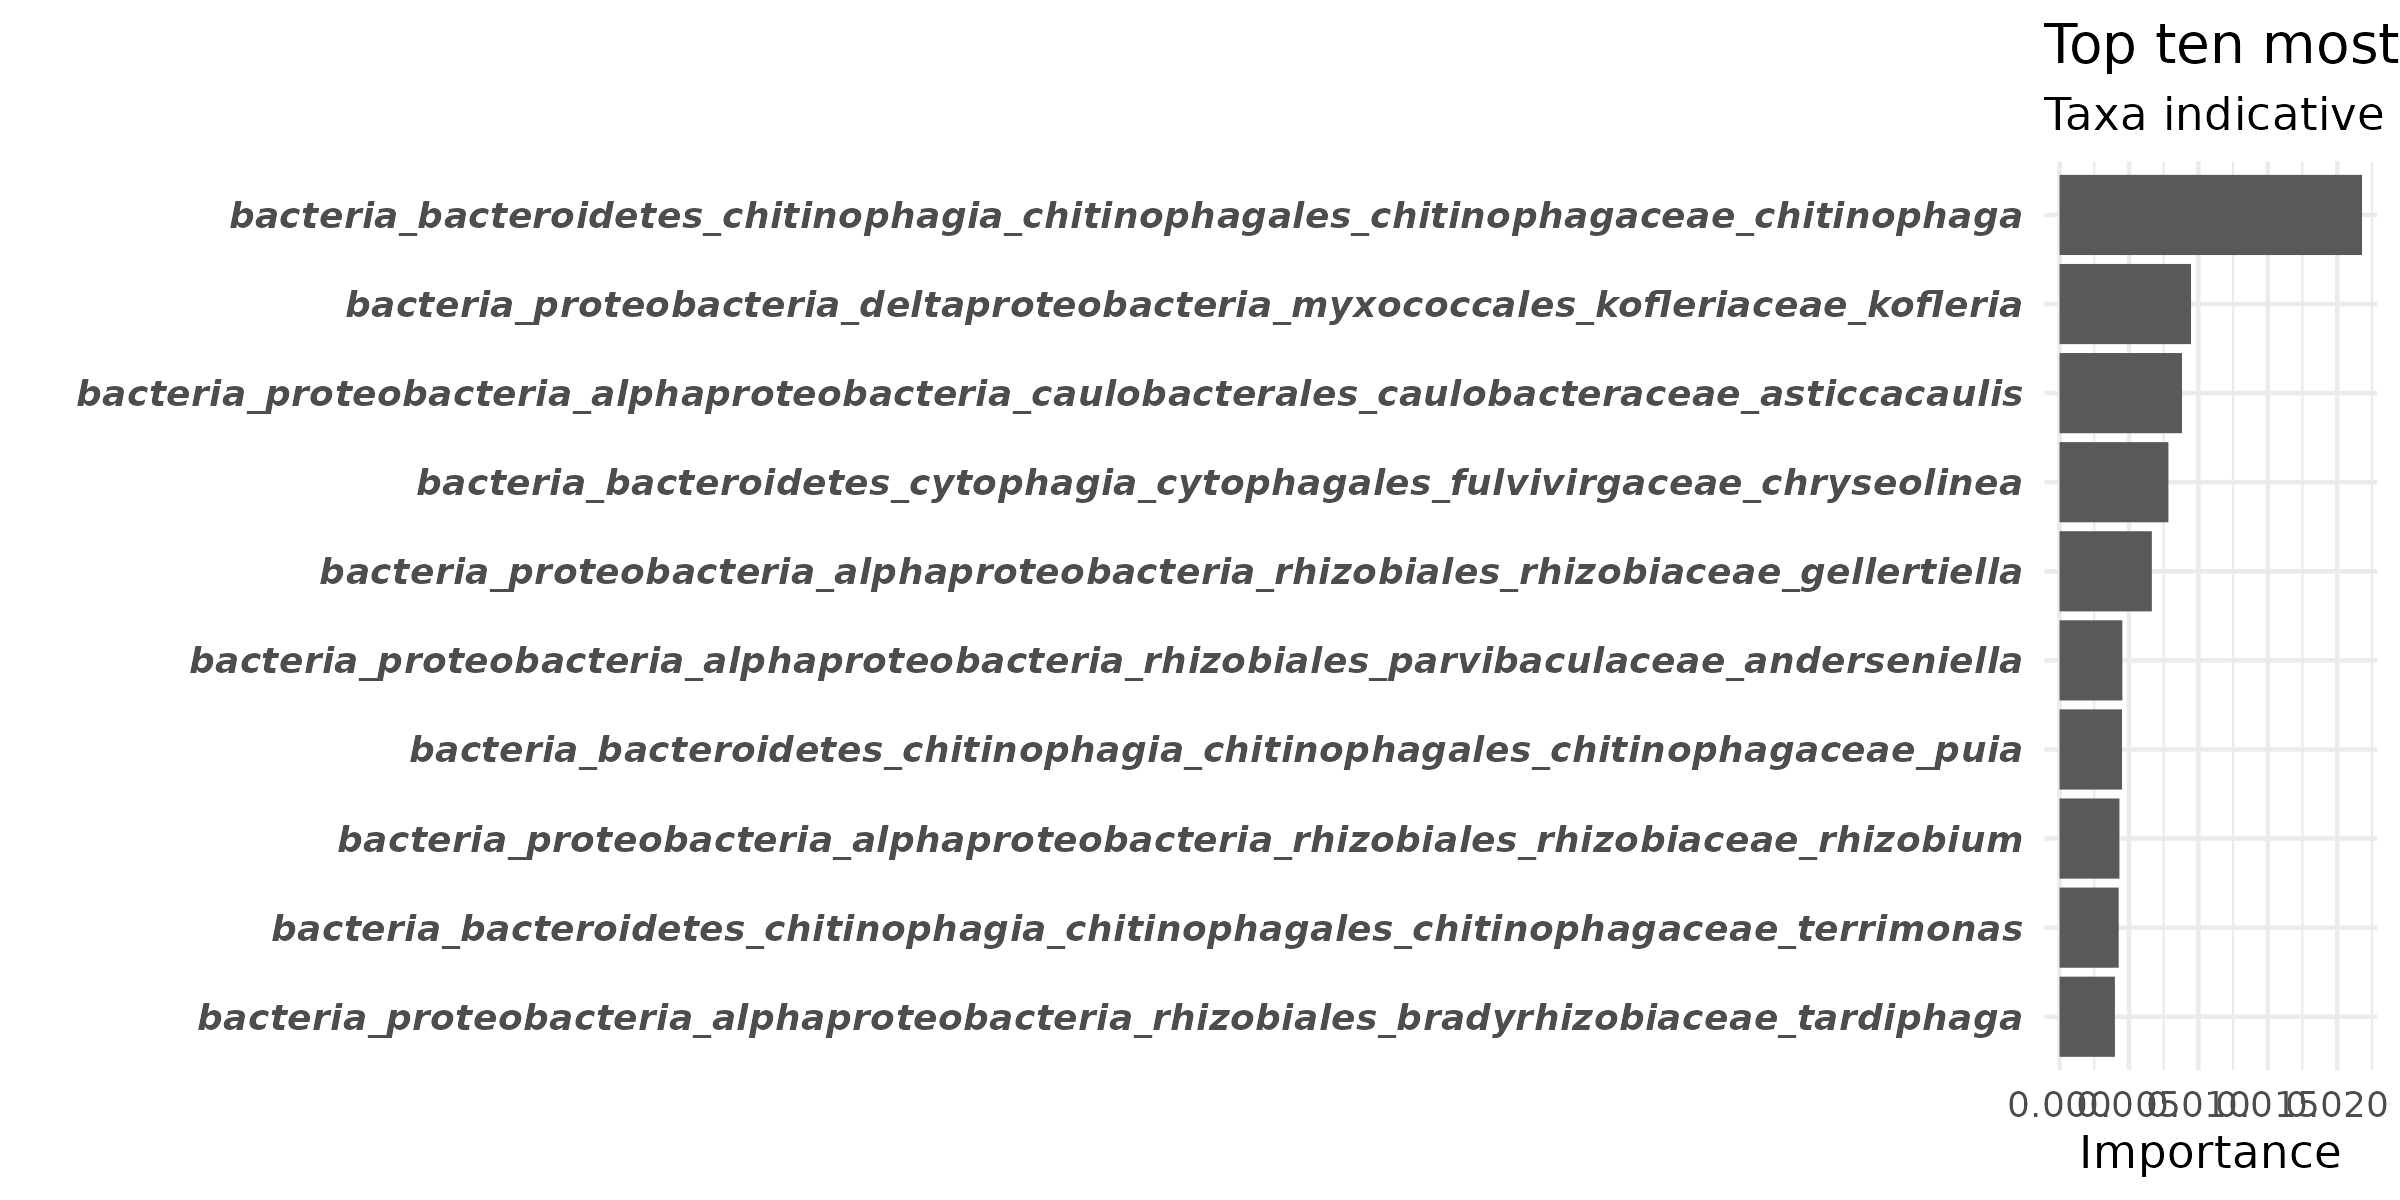 Top ten most
Taxa indicative
bacteria_bacteroidetes_chitinophagia_chitinophagales_chitinophagaceae_chitinophaga
bacteria_proteobacteria_deltaproteobacteria_myxococcales_kofleriaceae_kofleria
bacteria_proteobacteria_alphaproteobacteria_caulobacterales_caulobacteraceae_asticcacaulis
bacteria_bacteroidetes_cytophagia_cytophagales_fulvivirgaceae_chryseolinea
bacteria_proteobacteria_alphaproteobacteria_rhizobiales_rhizobiaceae_gellertiella
bacteria_proteobacteria_alphaproteobacteria_rhizobiales_parvibaculaceae_anderseniella
bacteria_bacteroidetes_chitinophagia_chitinophagales_chitinophagaceae_puia
bacteria_proteobacteria_alphaproteobacteria_rhizobiales_rhizobiaceae_rhizobium
bacteria_bacteroidetes_chitinophagia_chitinophagales_chitinophagaceae_terrimonas
bacteria_proteobacteria_alphaproteobacteria_rhizobiales_bradyrhizobiaceae_tardiphaga
0.000 0.005 0.010 0.015 0.020
Importance